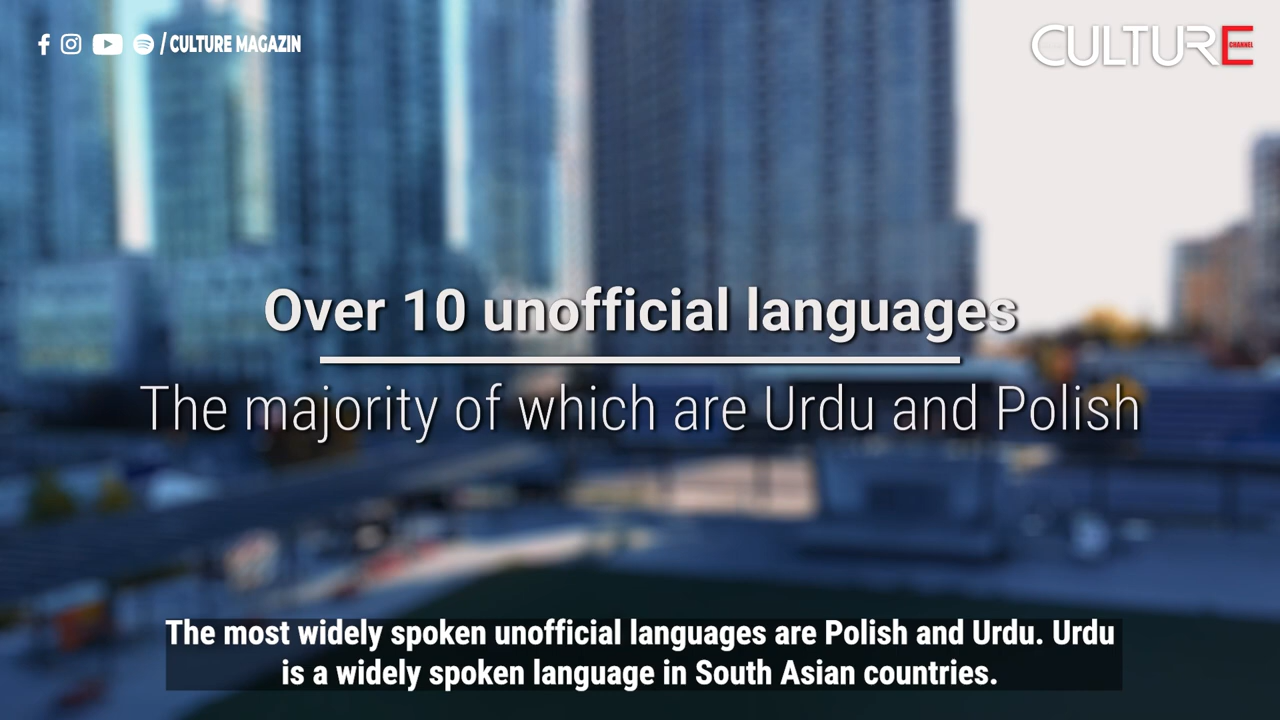 / CULTURE MAGAZIN
CULTURE
CHANNEL
Over 10 unofficial languages
The majority of which are Urdu and Polish
The most widely spoken unofficial languages are Polish and Urdu. Urdu
is a widely spoken language in South Asian countries.